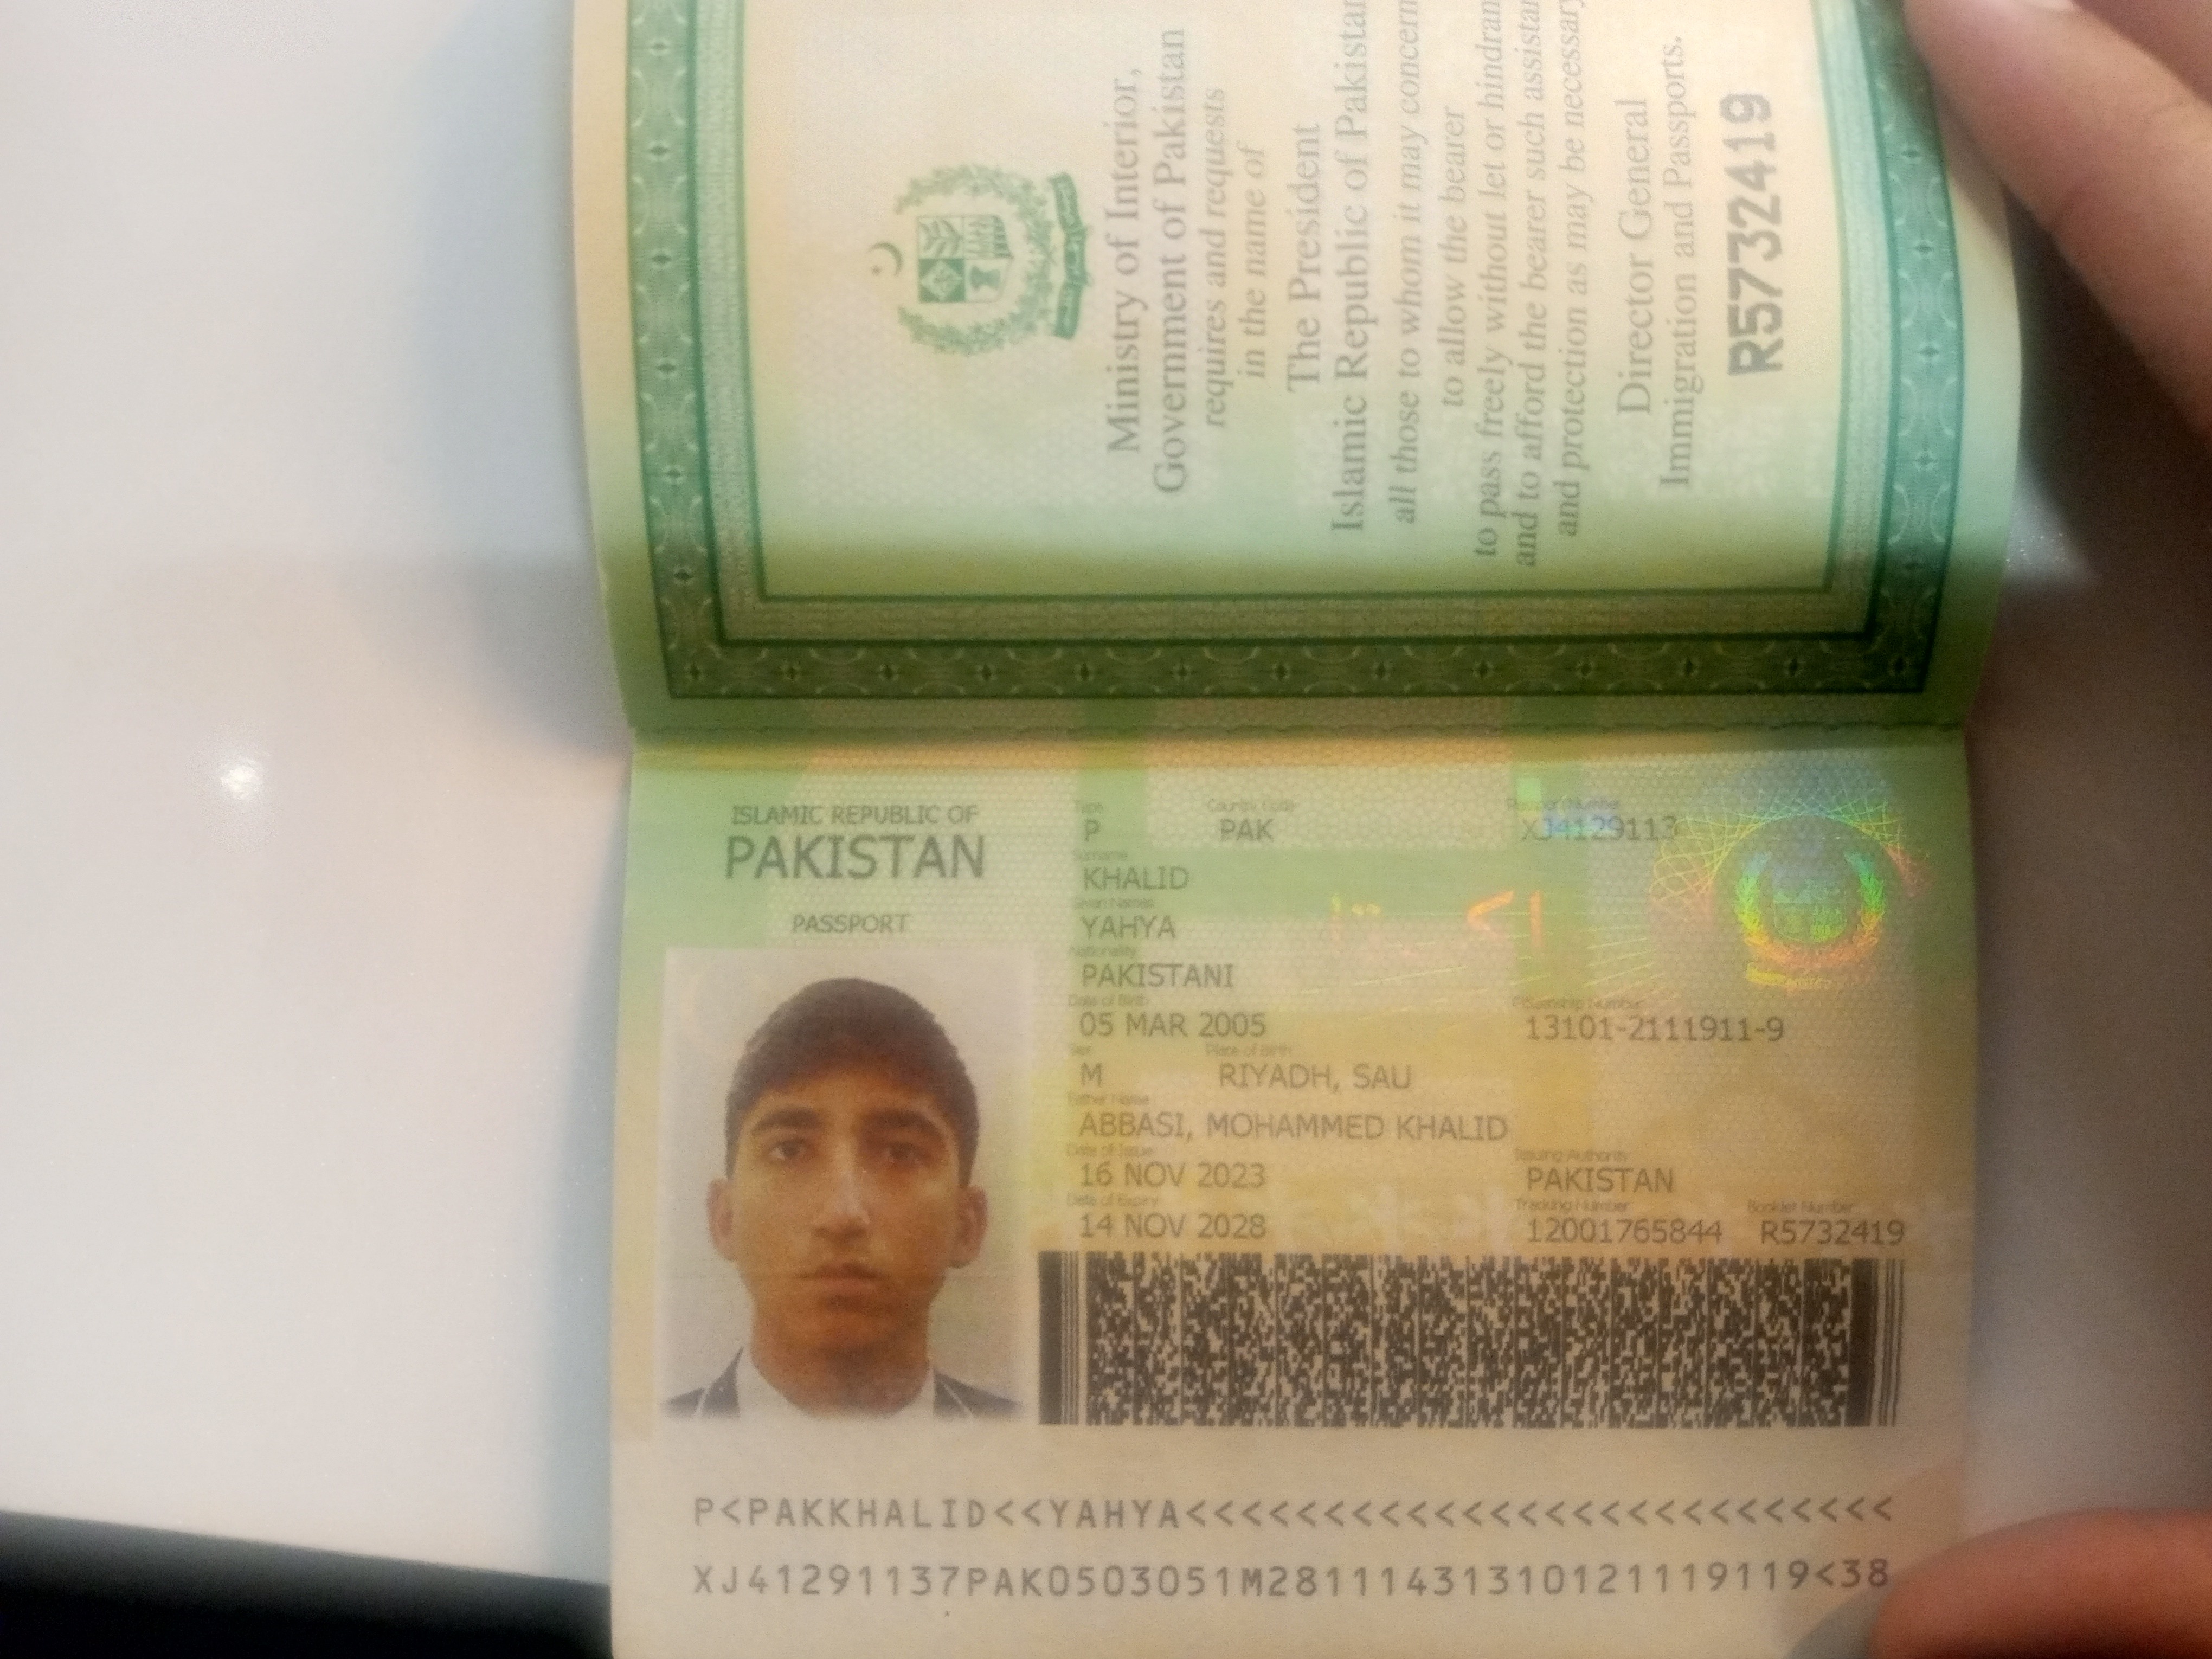 Ministry of Interior,
Government of Pakistan
requires and requests
in the name of
The President
Islamic Republic of Pakistan
all those to whom it may concern
to allow the bearer
to pass freely without let or
and to afford the bearer such
and protection as may be necessary
Director General
Immigration and Passports.
R5732419
ISLAMIC REPUBLIC OF
PAKISTAN
PASSPORT
Type Country Code Passport Number
P PAK XJ4129113
Surname
KHALID
Given Names
YAHYA
Nationality
PAKISTANI
Date of Birth Citizenship Number
05 MAR 2005 13101-2111911-9
Sex Place of Birth
M RIYADH, SAU
Father Name
ABBASI, MOHAMMED KHALID
Date of Issue Issuing Authority
16 NOV 2023 PAKISTAN
Date of Expiry Tracking Number Booklet Number
14 NOV 2028 12001765844 R5732419
P<PAKKHALID<<YAHYA<<<<<<<<<<<<<<<<<<<<<<<<<<
XJ41291137PAK0503051M28111431310121119119<38